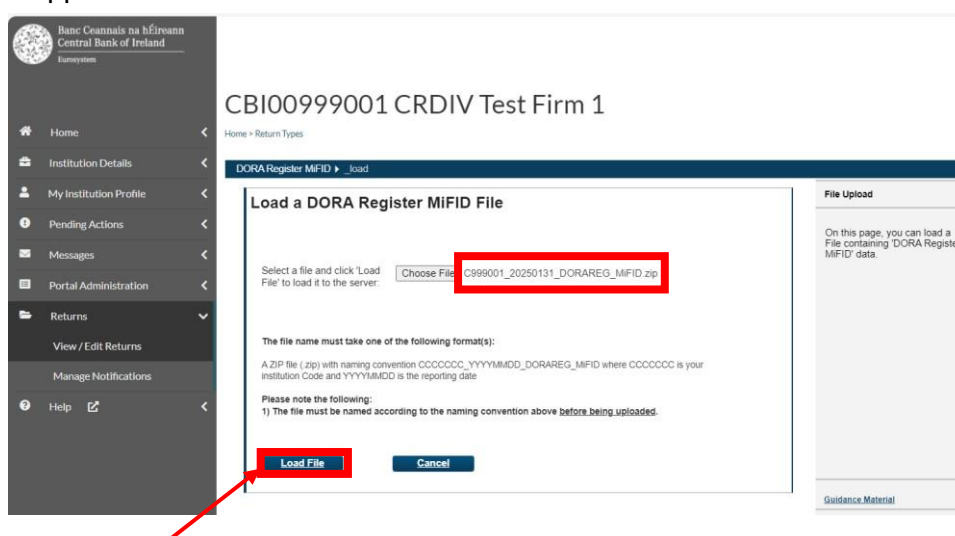 Banc Ceannais na hÉireann
Central Bank of Ireland
Eurosystem
CBI00999001 CRDIV Test Firm 1
Home > Return Types
Home
Institution Details
My Institution Profile
Pending Actions
Messages
Portal Administration
Returns
View / Edit Returns
Manage Notifications
Help
DORA Register MiFID _load
Load a DORA Register MiFID File
Select a file and click 'Load
File' to load it to the server:
Choose File C999001_20250131_DORAREG_MiFID.zip
The file name must take one of the following format(s):
A ZIP file (.zip) with naming convention CCCCCCC_YYYYMMDD_DORAREG_MiFID where CCCCCCC is your
institution Code and YYYYMMDD is the reporting date
Please note the following:
1) The file must be named according to the naming convention above before being uploaded.
Load File
Cancel
File Upload
On this page, you can load a
File containing 'DORA Registe
MiFID' data.
Guidance Material